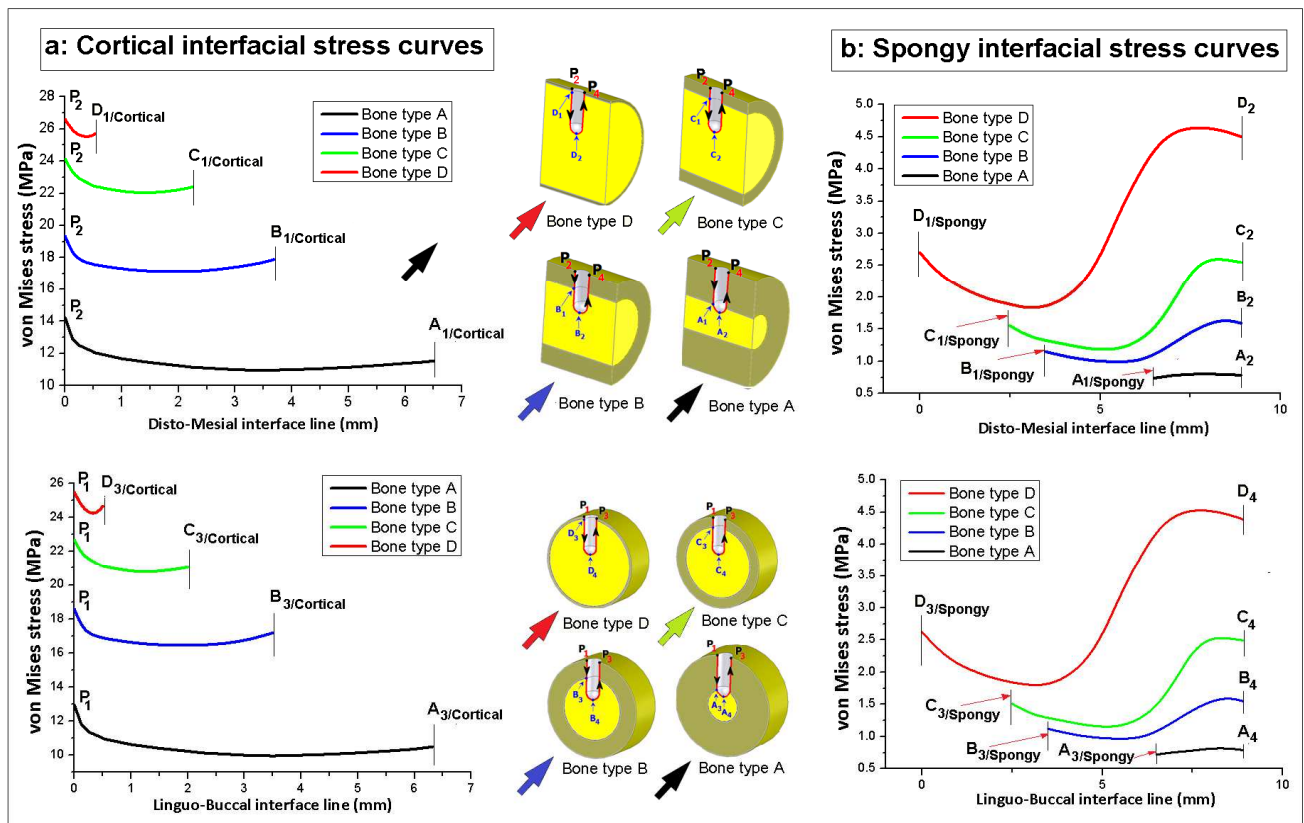 a: Cortical interfacial stress curves
b: Spongy interfacial stress curves
von Mises stress (MPa)
28
26
24
22
20
18
16
14
12
10
P2
D1/Cortical
P2
C1/Cortical
P2
B1/Cortical
P2
A1/Cortical
Bone type A
Bone type B
Bone type C
Bone type D
0 1 2 3 4 5 6 7
Disto-Mesial interface line (mm)
P2 P4
D1
D2
Bone type D
P2 P4
C1
C2
Bone type C
P2 P4
B1
B2
Bone type B
P2 P4
A1
A2
Bone type A
von Mises stress (MPa)
5.0
4.5
4.0
3.5
3.0
2.5
2.0
1.5
1.0
0.5
Bone type D
Bone type C
Bone type B
Bone type A
D2
D1/Spongy
C2
C1/Spongy
B2
B1/Spongy
A2
A1/Spongy
0 5 10
Disto-Mesial interface line (mm)
von Mises stress (MPa)
26
24
22
20
18
16
14
12
10
P1
D3/Cortical
P1
C3/Cortical
P1
B3/Cortical
P1
A3/Cortical
Bone type A
Bone type B
Bone type C
Bone type D
0 1 2 3 4 5 6 7
Linguo-Buccal interface line (mm)
P1 P3
D3
D4
Bone type D
P1 P3
C3
C4
Bone type C
P1 P3
B3
B4
Bone type B
P1 P3
A3 A4
Bone type A
von Mises stress (MPa)
5.0
4.5
4.0
3.5
3.0
2.5
2.0
1.5
1.0
0.5
Bone type D
Bone type C
Bone type B
Bone type A
D4
D3/Spongy
C4
C3/Spongy
B4
B3/Spongy
A4
A3/Spongy
0 5 10
Linguo-Buccal interface line (mm)